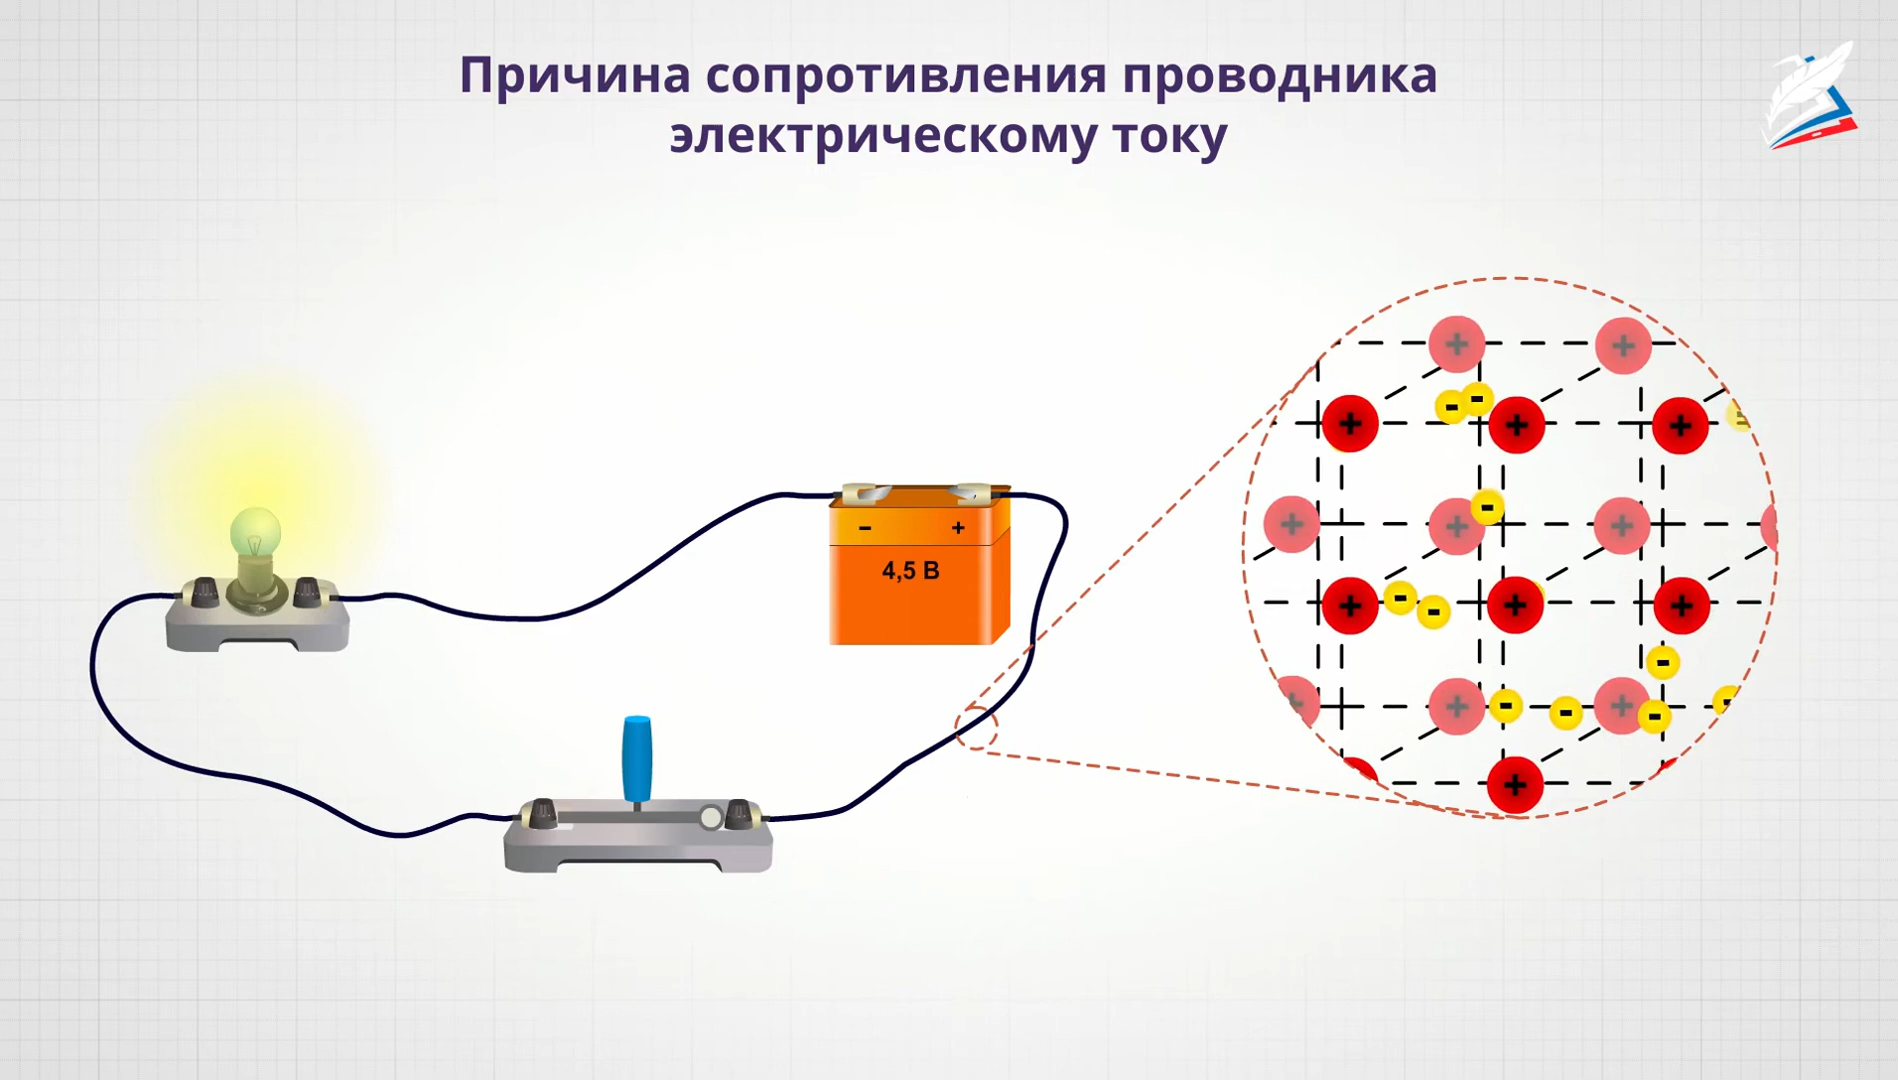 Причина сопротивления проводника
электрическому току
- +
4,5 В